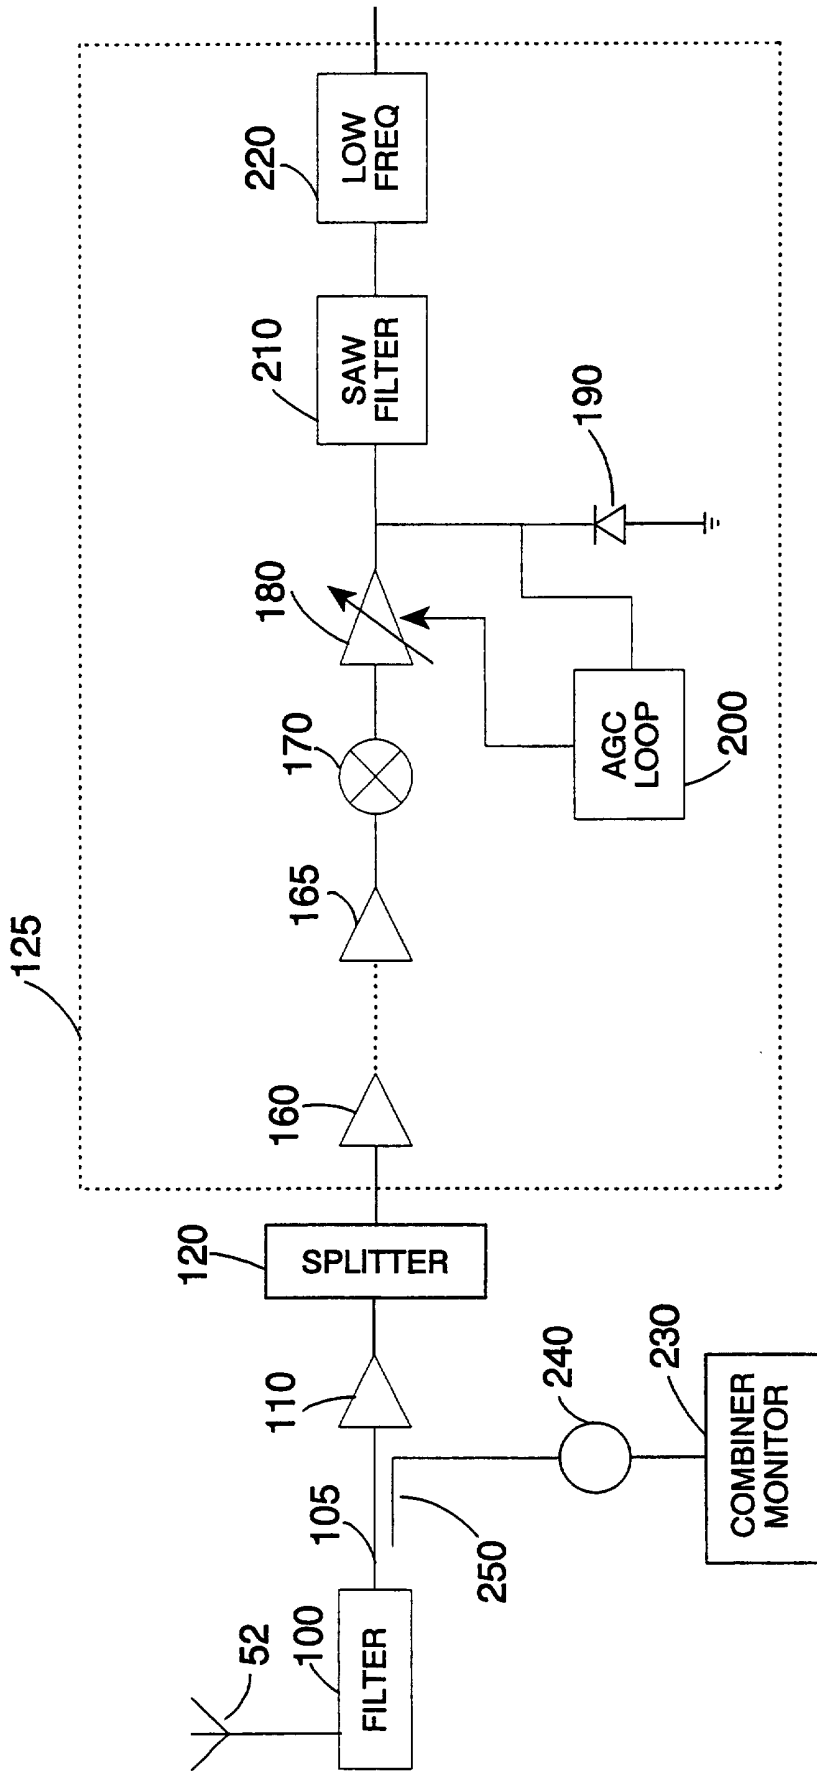 125
52
100
FILTER
105
110
120
SPLITTER
160
165
170
180
210
SAW
FILTER
220
LOW
FREQ
190
AGC
LOOP
200
250
240
230
COMBINER
MONITOR